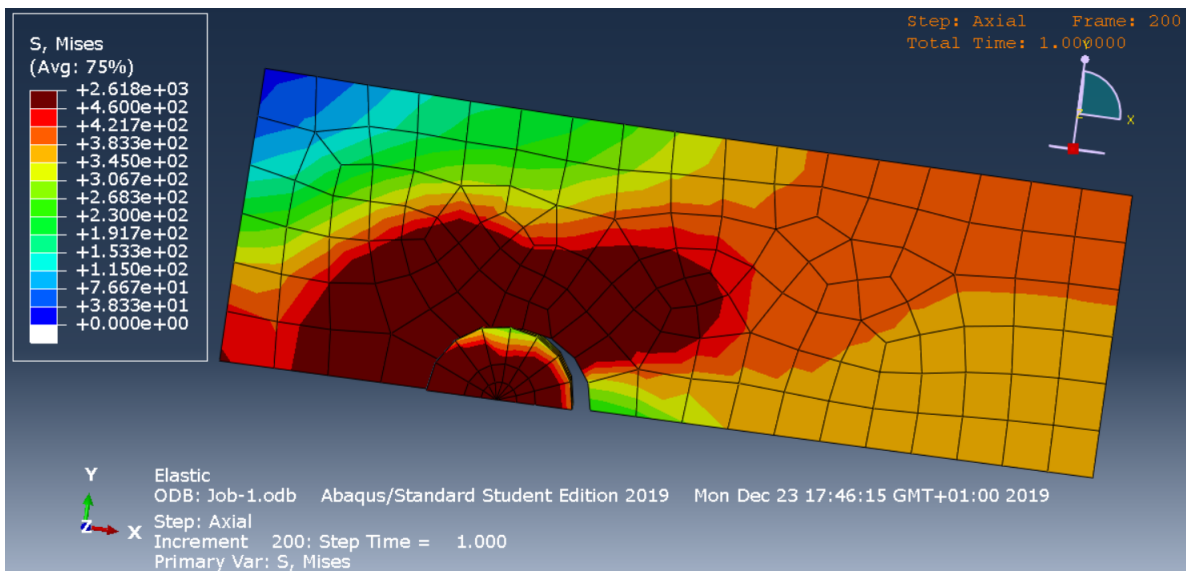 Step: Axial    Frame: 200
Total Time: 1.000000
S, Mises
(Avg: 75%)
+2.618e+03
+4.600e+02
+4.217e+02
+3.833e+02
+3.450e+02
+3.067e+02
+2.683e+02
+2.300e+02
+1.917e+02
+1.533e+02
+1.150e+02
+7.667e+01
+3.833e+01
+0.000e+00
Y
X
Z
Y
Z
X
Elastic
ODB: Job-1.odb    Abaqus/Standard Student Edition 2019    Mon Dec 23 17:46:15 GMT+01:00 2019
Step: Axial
Increment    200: Step Time =    1.000
Primary Var: S, Mises